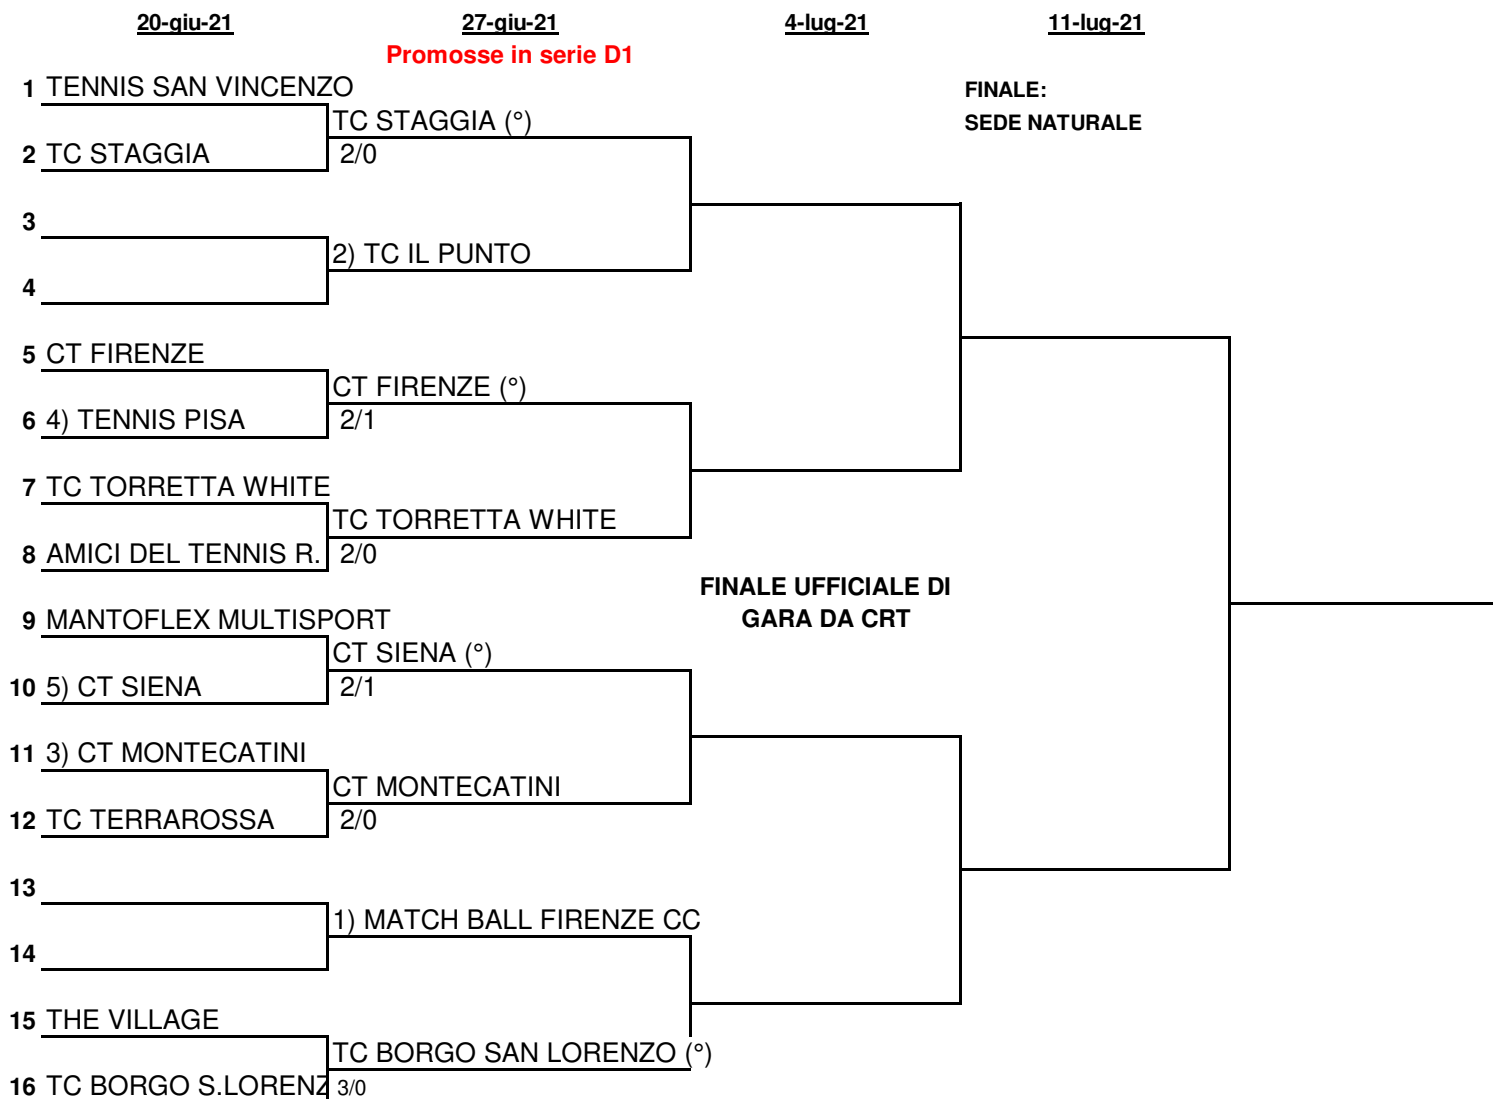 20-giu-21 27-giu-21 4-lug-21 11-lug-21
Promosse in serie D1
1 TENNIS SAN VINCENZO FINALE:
TC STAGGIA (°) SEDE NATURALE
2 TC STAGGIA 2/0
3
2) TC IL PUNTO
4
5 CT FIRENZE
CT FIRENZE (°)
6 4) TENNIS PISA 2/1
7 TC TORRETTA WHITE
TC TORRETTA WHITE
8 AMICI DEL TENNIS R. 2/0
FINALE UFFICIALE DI
9 MANTOFLEX MULTISPORT GARA DA CRT
CT SIENA (°)
10 5) CT SIENA 2/1
11 3) CT MONTECATINI
CT MONTECATINI
12 TC TERRAROSSA 2/0
13
1) MATCH BALL FIRENZE CC
14
15 THE VILLAGE
TC BORGO SAN LORENZO (°)
16 TC BORGO S.LORENZ 3/0